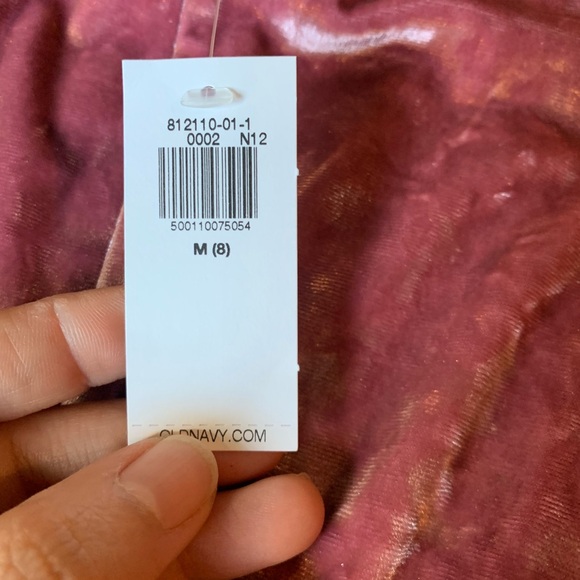 812110-01-1
0002 N12
500110075054
M (8)
OLDNAVY.COM